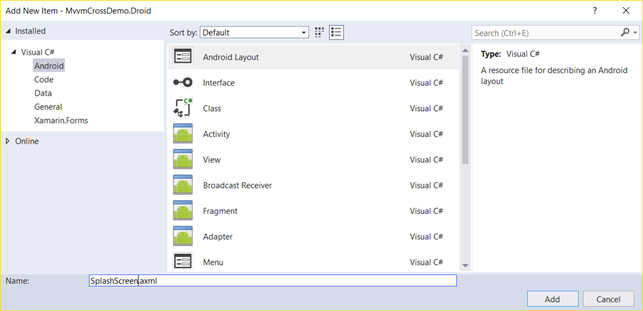 Add New Item - MvvmCrossDemo.Droid
Installed
Sort by: Default
Search (Ctrl+E)
Visual C#
Android
Code
Data
General
Xamarin.Forms
Online
Android Layout Visual C#
Interface Visual C#
Class Visual C#
Activity Visual C#
View Visual C#
Broadcast Receiver Visual C#
Fragment Visual C#
Adapter Visual C#
Menu Visual C#
Type: Visual C#
A resource file for describing an Android
layout
Name: SplashScreen.axml
Add Cancel